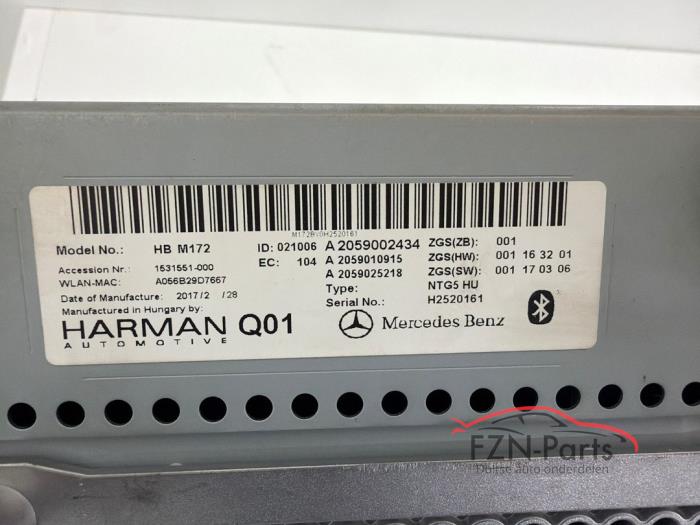 M172BY0H2520161
Model No.: HB M172 ID: 021006 A 2059002434 ZGS(ZB): 001
Accession Nr.: 1531551-000 EC: 104 A 2059010915 ZGS(HW): 001 16 32 01
WLAN-MAC: A056B29D7667 A 2059025218 ZGS(SW): 001 17 03 06
Date of Manufacture: 2017/2 /28 Type: NTG5 HU
Manufactured in Hungary by: Serial No.: H2520161
HARMAN Q01 Mercedes Benz
AUTOMOTIVE
FZN-Parts
Duitse auto onderdelen